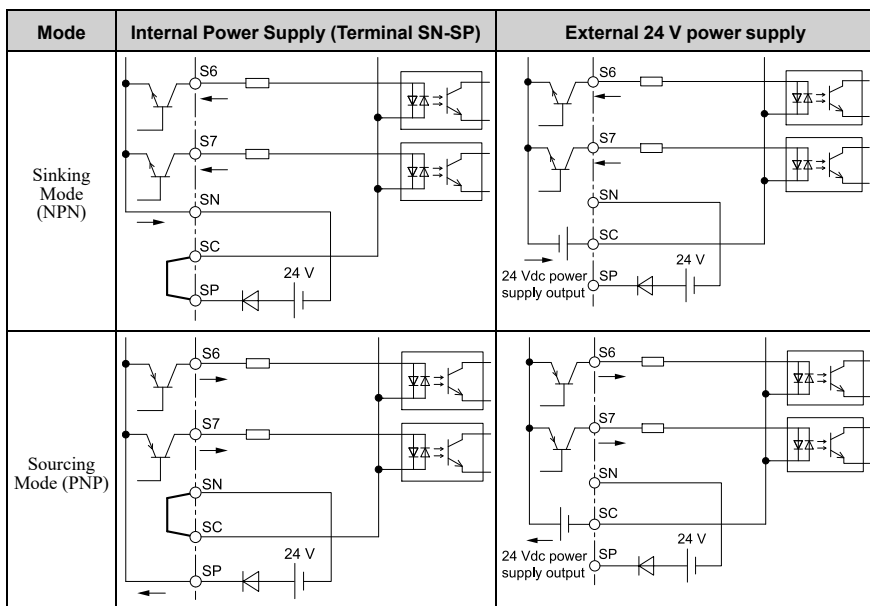 Mode
Internal Power Supply (Terminal SN-SP)
External 24 V power supply
Sinking
Mode
(NPN)
S6
S7
SN
SC
SP
24 V
S6
S7
SN
SC
SP
24 V
24 Vdc power
supply output
Sourcing
Mode (PNP)
S6
S7
SN
SC
SP
24 V
S6
S7
SN
SC
SP
24 V
24 Vdc power
supply output